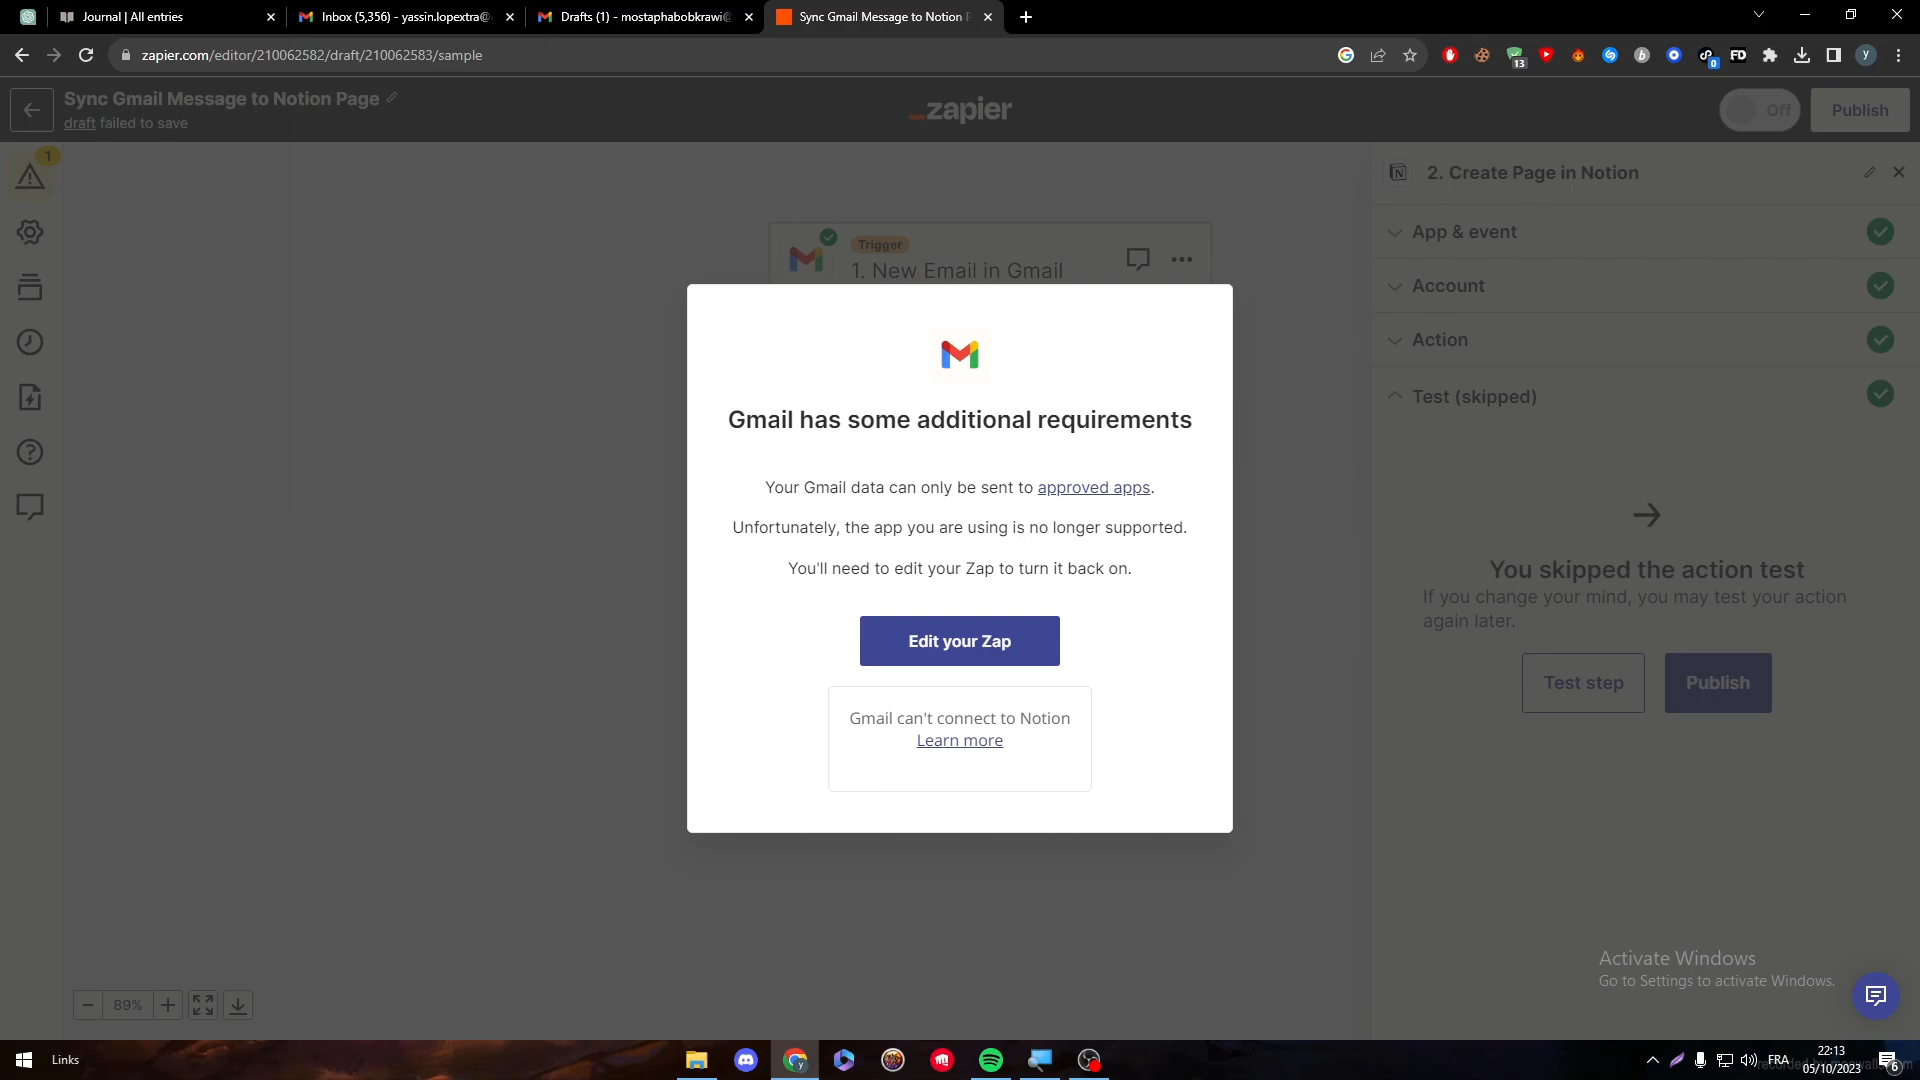 Journal | All entries
Inbox (5,356) - yassin.lopextra@
Drafts (1) - mostaphabobkrawi@
Sync Gmail Message to Notion P
zapier.com/editor/210062582/draft/210062583/sample
13
0
FD
y
Sync Gmail Message to Notion Page
draft failed to save
zapier
Off
Publish
1
2. Create Page in Notion
App & event
Account
Action
Test (skipped)
Trigger
1. New Email in Gmail
Gmail has some additional requirements
Your Gmail data can only be sent to approved apps.
Unfortunately, the app you are using is no longer supported.
You'll need to edit your Zap to turn it back on.
Edit your Zap
Gmail can't connect to Notion
Learn more
You skipped the action test
If you change your mind, you may test your action
again later.
Test step
Publish
Activate Windows
Go to Settings to activate Windows.
89%
Links
FRA
22:13
05/10/2023
6